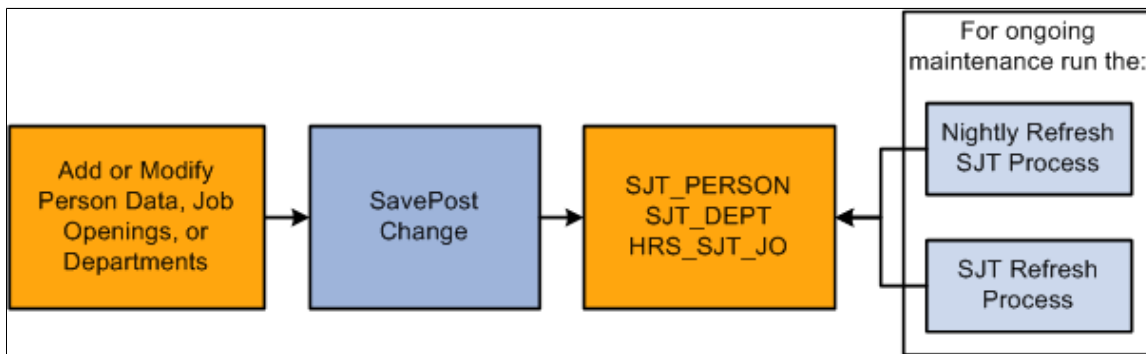 Add or Modify
Person Data, Job
Openings, or
Departments
SavePost
Change
SJT_PERSON
SJT_DEPT
HRS_SJT_JO
For ongoing
maintenance run the:
Nightly Refresh
SJT Process
SJT Refresh
Process